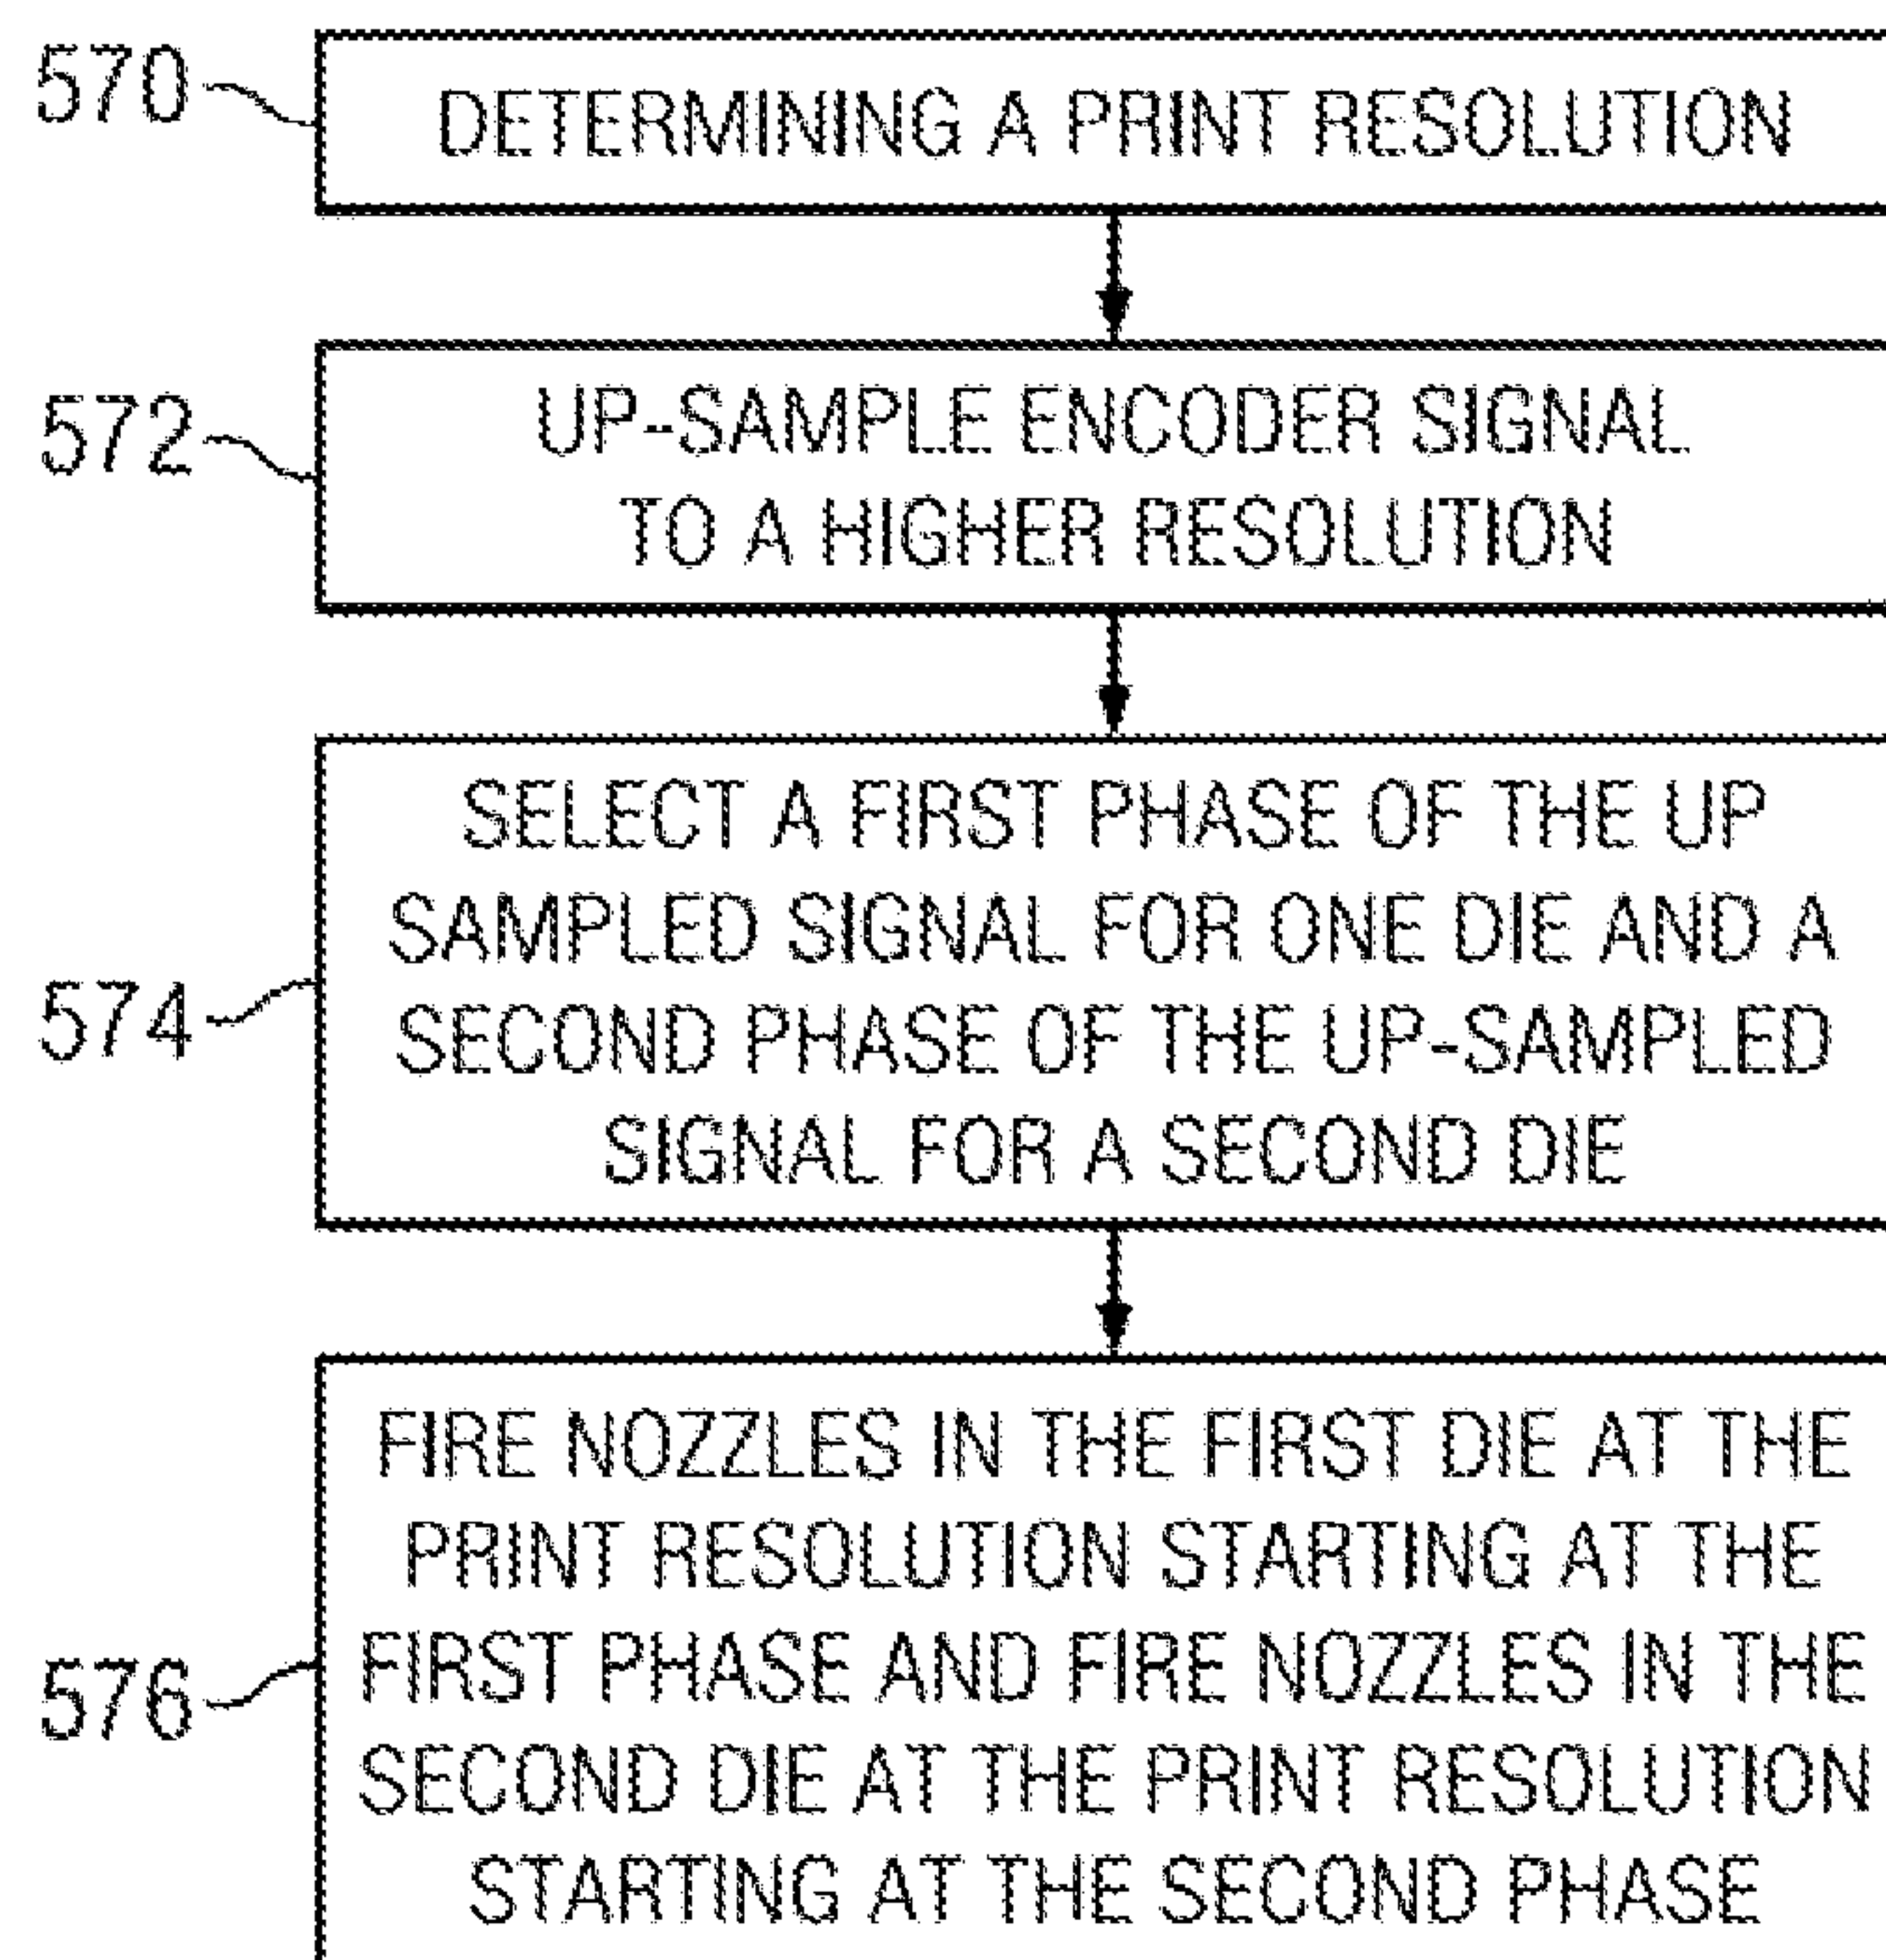 570
DETERMINING A PRINT RESOLUTION
572
UP-SAMPLE ENCODER SIGNAL
TO A HIGHER RESOLUTION
574
SELECT A FIRST PHASE OF THE UP
SAMPLED SIGNAL FOR ONE DIE AND A
SECOND PHASE OF THE UP-SAMPLED
SIGNAL FOR A SECOND DIE
576
FIRE NOZZLES IN THE FIRST DIE AT THE
PRINT RESOLUTION STARTING AT THE
FIRST PHASE AND FIRE NOZZLES IN THE
SECOND DIE AT THE PRINT RESOLUTION
STARTING AT THE SECOND PHASE